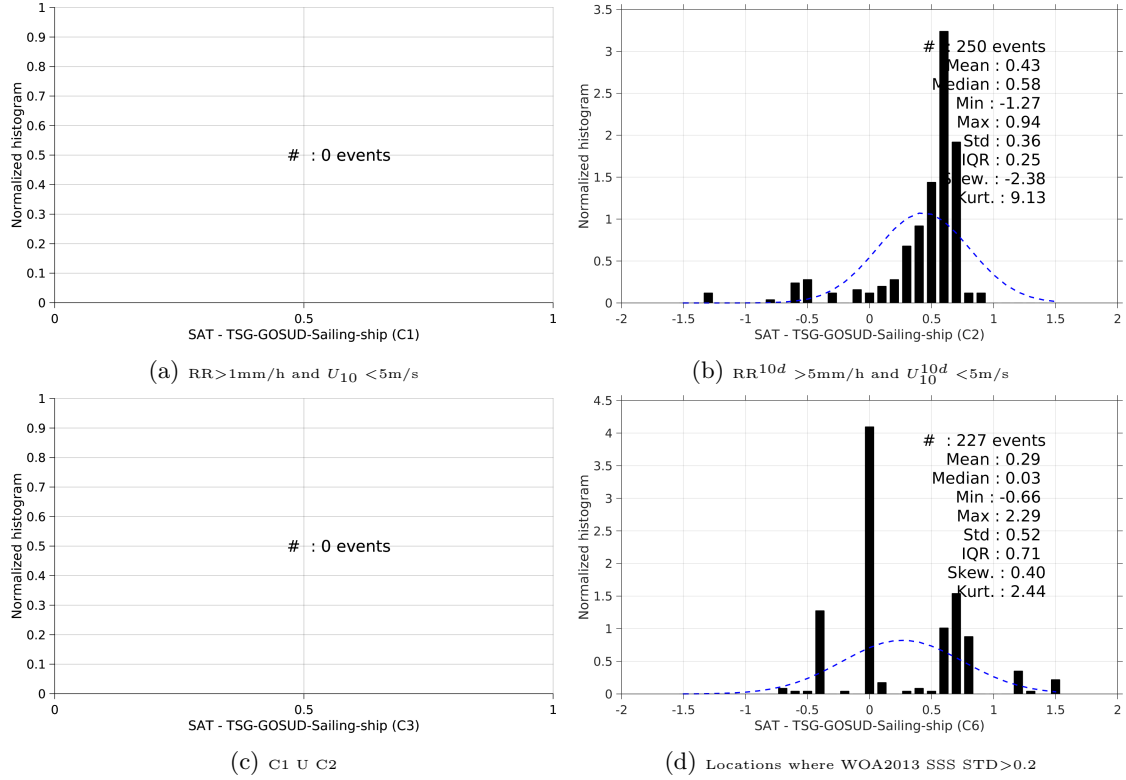 1
0.9
0.8
0.7
0.6
0.5
0.4
0.3
0.2
0.1
0
Normalized histogram
# : 0 events
0 0.5 1
SAT - TSG-GOSUD-Sailing-ship (C1)
(a) RR>1mm/h and U10 <5m/s
3.5
3
2.5
2
1.5
1
0.5
0
Normalized histogram
# : 250 events
Mean : 0.43
Median : 0.58
Min : -1.27
Max : 0.94
Std : 0.36
IQR : 0.25
Skew. : -2.38
Kurt. : 9.13
-2 -1.5 -1 -0.5 0 0.5 1 1.5 2
SAT - TSG-GOSUD-Sailing-ship (C2)
(b) RR10d >5mm/h and U10d10 <5m/s
1
0.9
0.8
0.7
0.6
0.5
0.4
0.3
0.2
0.1
0
Normalized histogram
# : 0 events
0 0.5 1
SAT - TSG-GOSUD-Sailing-ship (C3)
(c) C1 U C2
4.5
4
3.5
3
2.5
2
1.5
1
0.5
0
Normalized histogram
# : 227 events
Mean : 0.29
Median : 0.03
Min : -0.66
Max : 2.29
Std : 0.52
IQR : 0.71
Skew. : 0.40
Kurt. : 2.44
-2 -1.5 -1 -0.5 0 0.5 1 1.5 2
SAT - TSG-GOSUD-Sailing-ship (C6)
(d) Locations where WOA2013 SSS STD>0.2